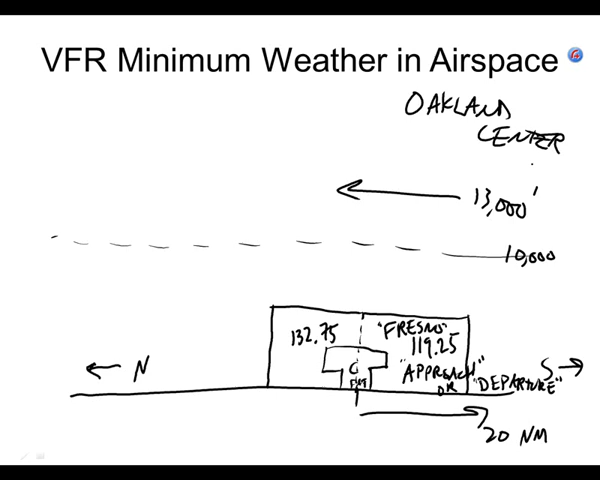 VFR Minimum Weather in Airspace
OAKLAND
CENTER
13,000'
10,000
132.75
"FRESNO"
119.25
"APPROACH"
OR
"DEPARTURE"
C
FAT
N
S
20 NM